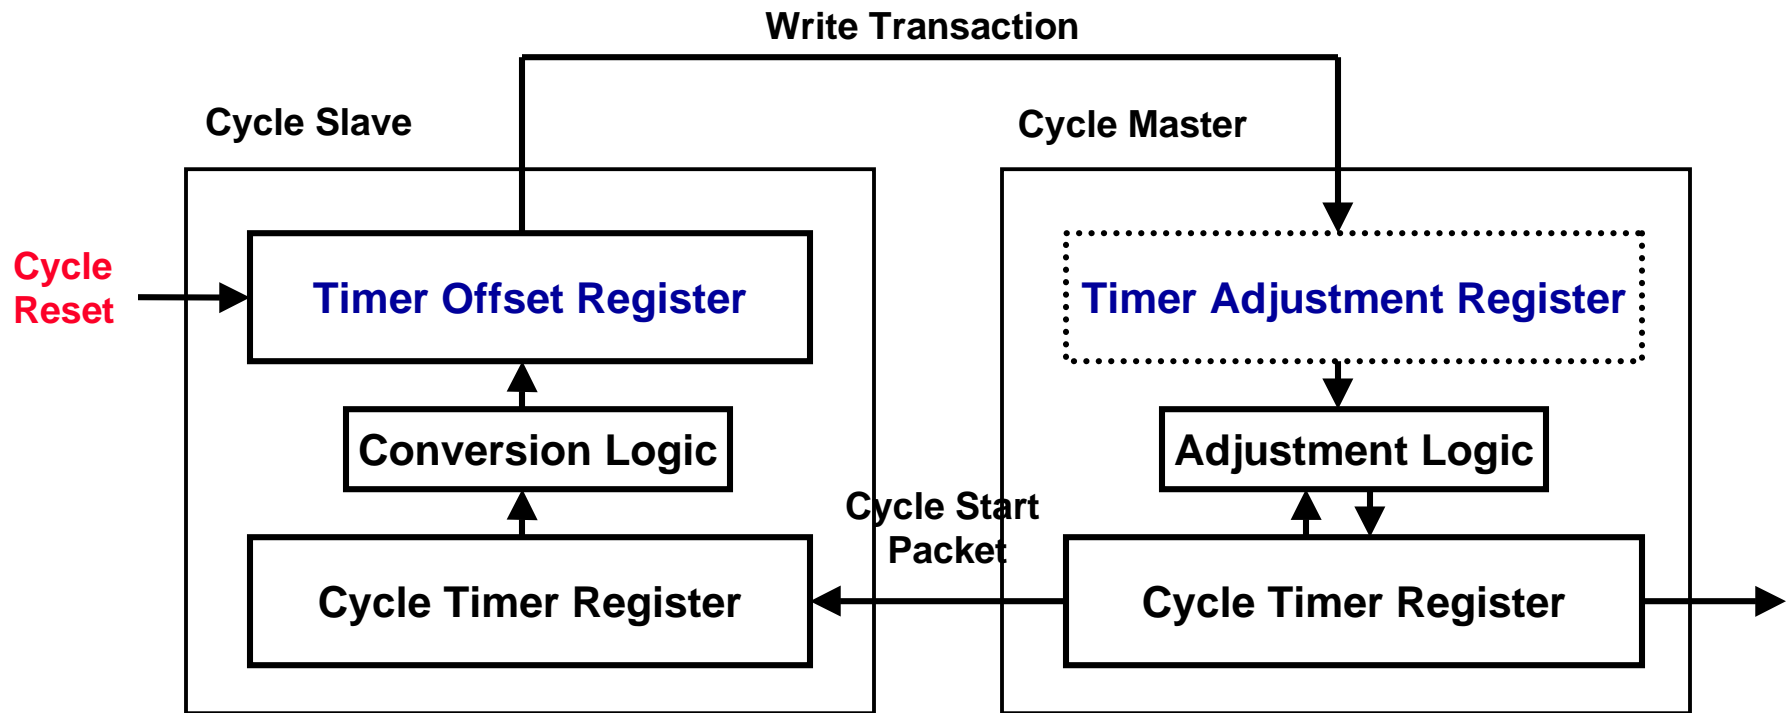 Write Transaction
Cycle Slave
Cycle Master
Cycle
Reset
Timer Offset Register
Timer Adjustment Register
Conversion Logic
Adjustment Logic
Cycle Start
Packet
Cycle Timer Register
Cycle Timer Register